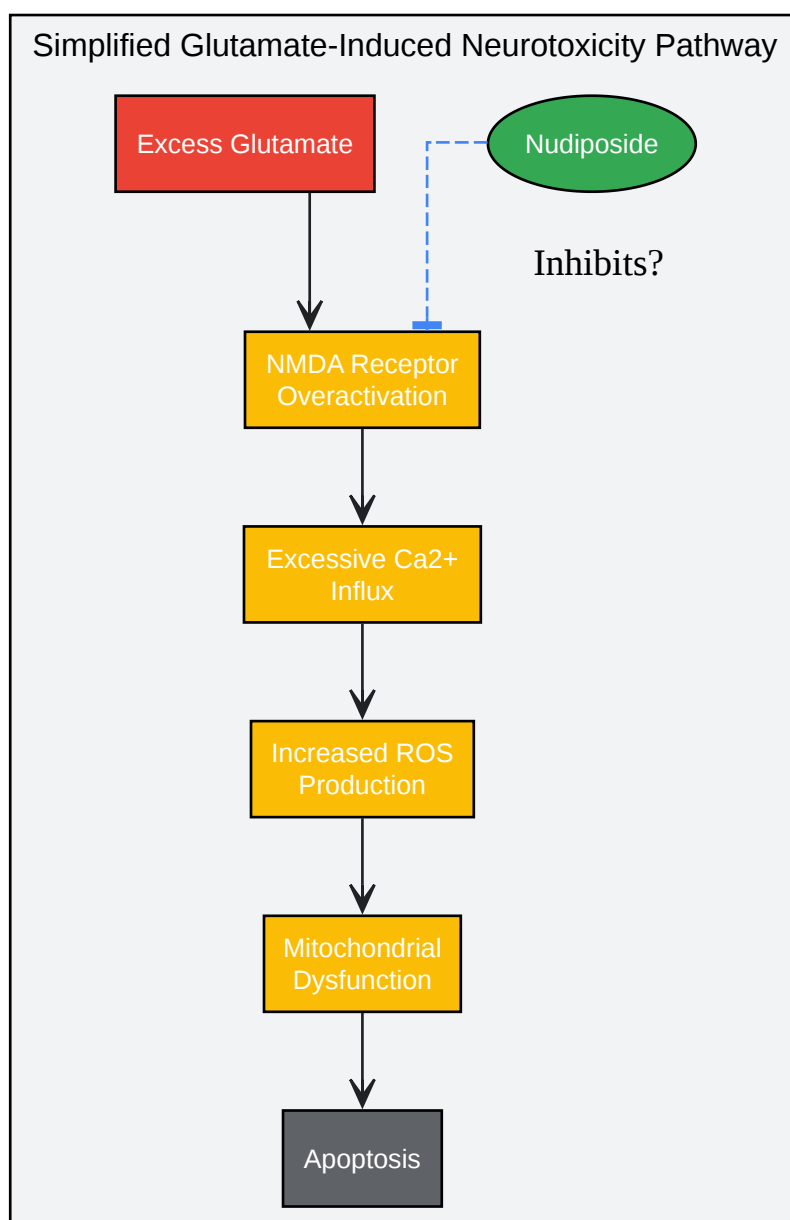 Simplified Glutamate-Induced Neurotoxicity Pathway
Excess Glutamate
Nudiposide
Inhibits?
NMDA Receptor
Overactivation
Excessive Ca2+
Influx
Increased ROS
Production
Mitochondrial
Dysfunction
Apoptosis